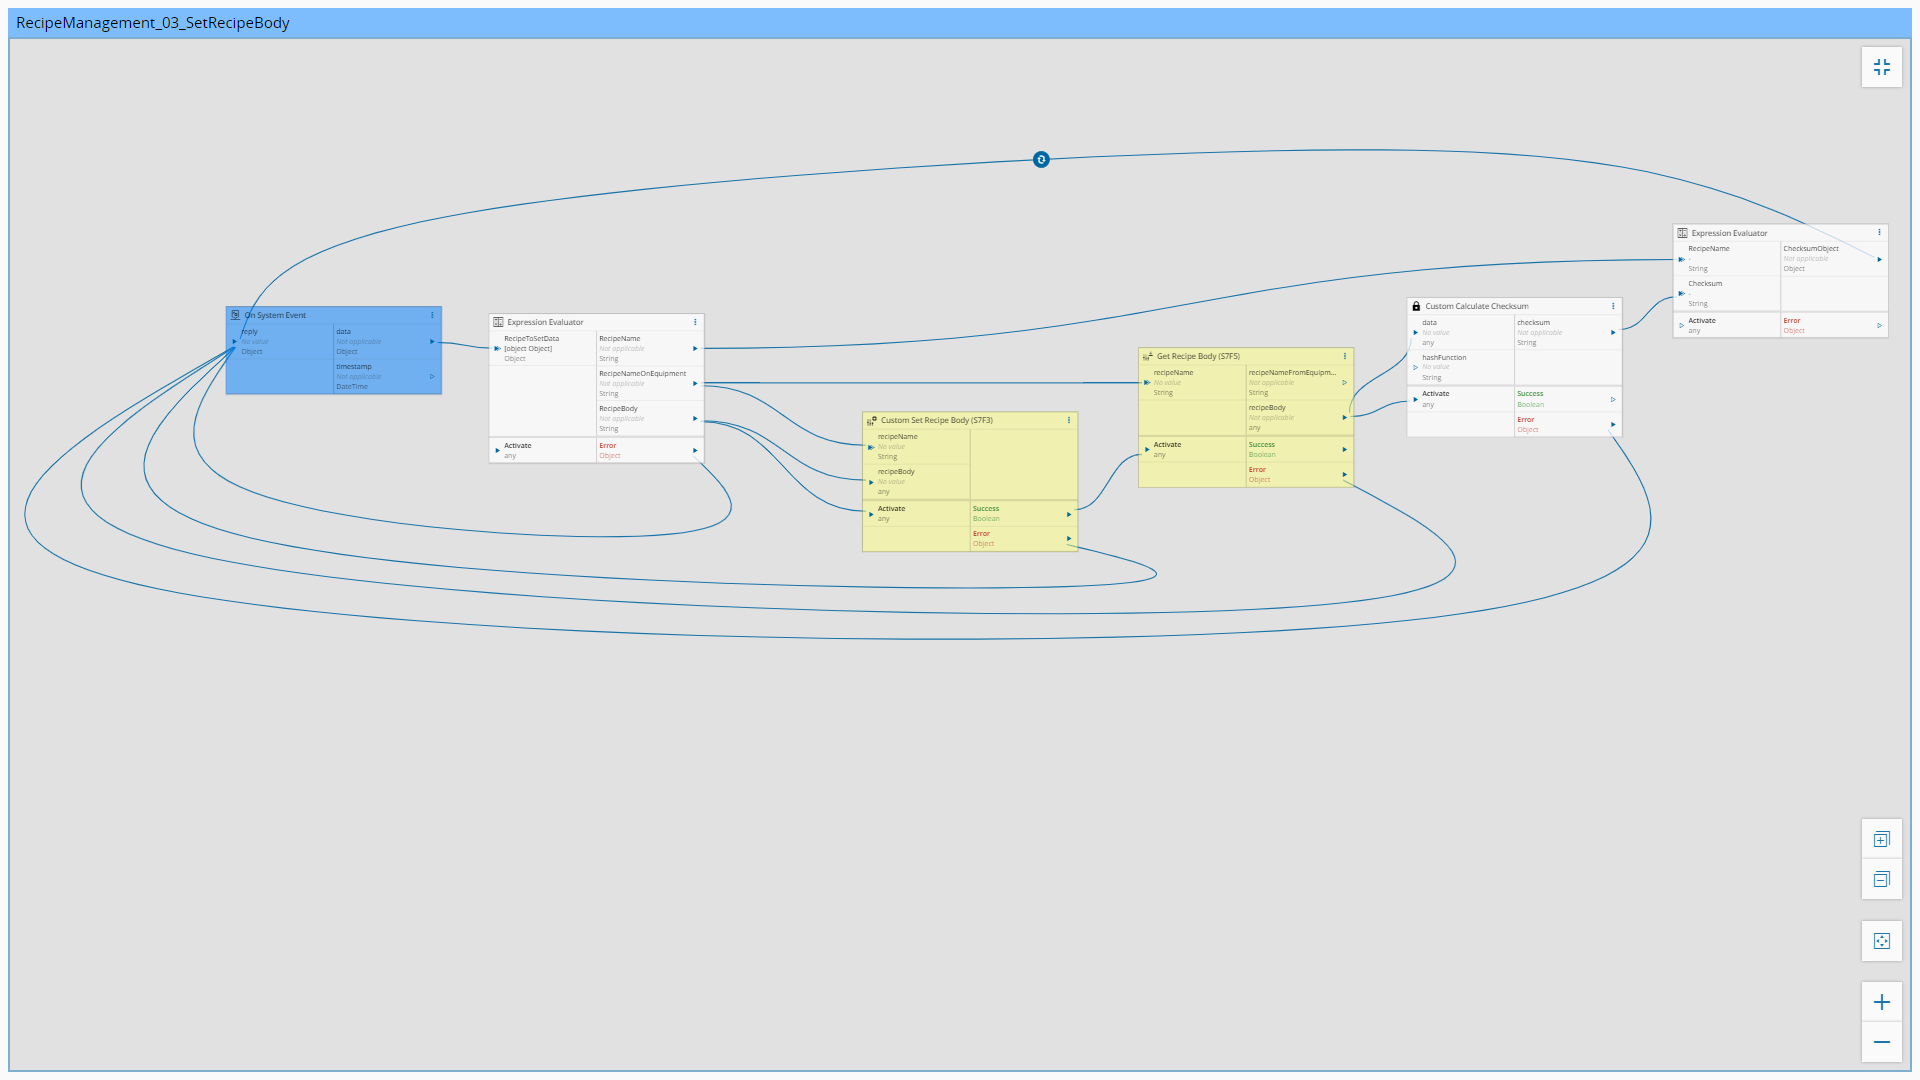 RecipeManagement_03_SetRecipeBody
On System Event
reply
No value
Object
data
Not applicable
Object
timestamp
Not applicable
DateTime
Expression Evaluator
RecipeToSetData
[object Object]
Object
RecipeName
Not applicable
String
RecipeNameOnEquipment
Not applicable
String
RecipeBody
Not applicable
String
Activate
any
Error
Object
Custom Set Recipe Body (S7F3)
recipeName
No value
String
recipeBody
No value
any
Activate
any
Success
Boolean
Error
Object
Get Recipe Body (S7F5)
recipeName
No value
String
recipeNameFromEquipm...
Not applicable
String
recipeBody
Not applicable
any
Activate
any
Success
Boolean
Error
Object
Custom Calculate Checksum
data
No value
any
hashFunction
No value
String
checksum
Not applicable
String
Activate
any
Success
Boolean
Error
Object
Expression Evaluator
RecipeName
-
String
Checksum
-
String
ChecksumObject
Not applicable
Object
Activate
any
Error
Object